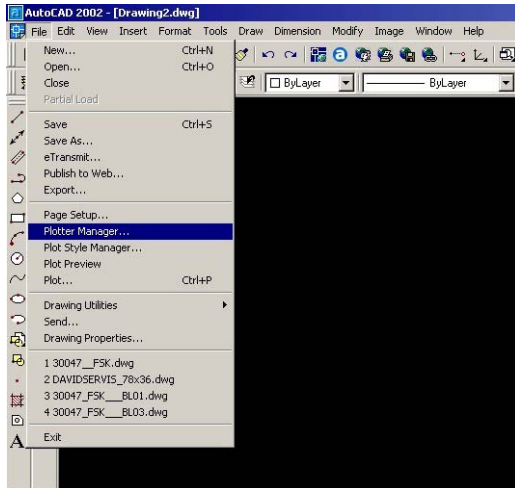 AutoCAD 2002 - [Drawing2.dwg]
File Edit View Insert Format Tools Draw Dimension Modify Image Window Help
New... Ctrl+N
Open... Ctrl+O
Close
Partial Load
Save Ctrl+S
Save As...
eTransmit...
Publish to Web...
Export...
Page Setup...
Plotter Manager...
Plot Style Manager...
Plot Preview
Plot... Ctrl+P
Drawing Utilities
Send...
Drawing Properties...
1 30047__FSK.dwg
2 DAVIDSERVIS_78x36.dwg
3 30047_FSK___BL01.dwg
4 30047_FSK___BL03.dwg
Exit
ByLayer
ByLayer
A